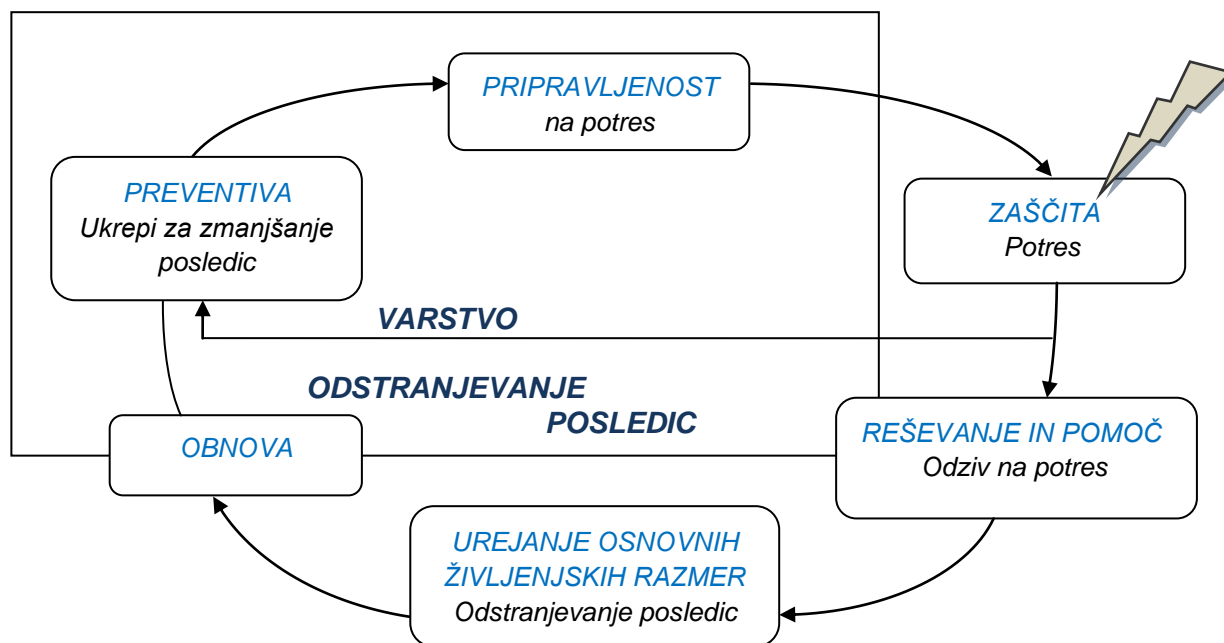 PRIPRAVLJENOST
na potres
PREVENTIVA
Ukrepi za zmanjšanje
posledic
ZAŠČITA
Potres
VARSTVO
ODSTRANJEVANJE
POSLEDIC
OBNOVA
REŠEVANJE IN POMOČ
Odziv na potres
UREJANJE OSNOVNIH
ŽIVLJENJSKIH RAZMER
Odstranjevanje posledic